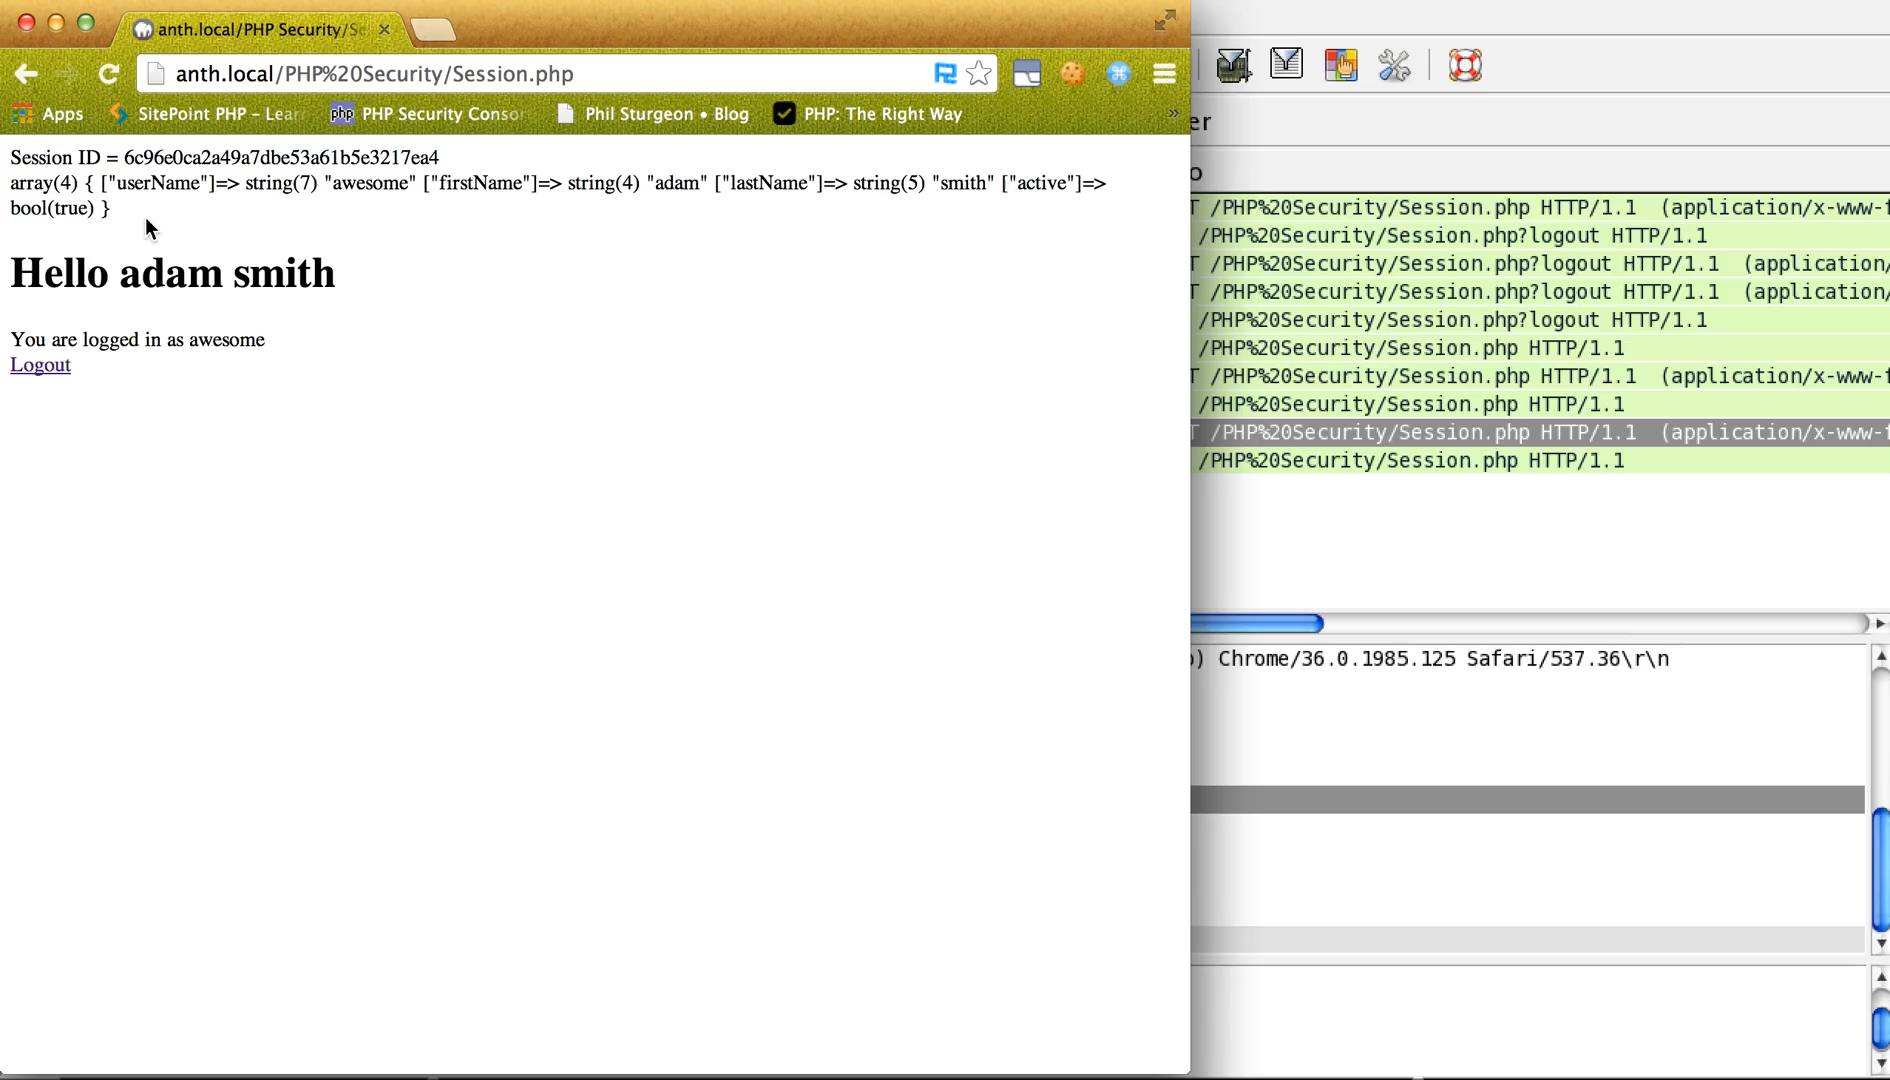 anth.local/PHP Security/Se
anth.local/PHP%20Security/Session.php
Apps SitePoint PHP – Lear PHP Security Consor Phil Sturgeon • Blog PHP: The Right Way »
Session ID = 6c96e0ca2a49a7dbe53a61b5e3217ea4
array(4) { ["userName"]=> string(7) "awesome" ["firstName"]=> string(4) "adam" ["lastName"]=> string(5) "smith" ["active"]=>
bool(true) }
Hello adam smith
You are logged in as awesome
Logout
er
o
T /PHP%20Security/Session.php HTTP/1.1 (application/x-www-f
/PHP%20Security/Session.php?logout HTTP/1.1
T /PHP%20Security/Session.php?logout HTTP/1.1 (application/
T /PHP%20Security/Session.php?logout HTTP/1.1 (application/
/PHP%20Security/Session.php?logout HTTP/1.1
/PHP%20Security/Session.php HTTP/1.1
T /PHP%20Security/Session.php HTTP/1.1 (application/x-www-f
/PHP%20Security/Session.php HTTP/1.1
T /PHP%20Security/Session.php HTTP/1.1 (application/x-www-f
/PHP%20Security/Session.php HTTP/1.1
) Chrome/36.0.1985.125 Safari/537.36\r\n